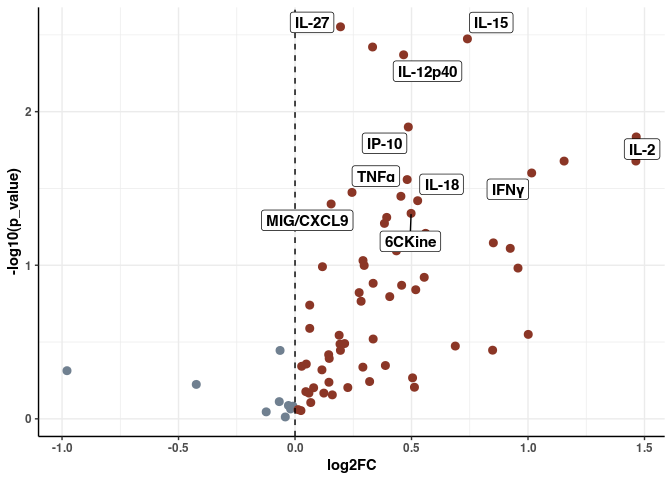 IL-27
IL-15
IL-12p40
IP-10
IL-2
TNFα
IL-18
IFNγ
MIG/CXCL9
6CKine
2
1
0
-log10(p_value)
-1.0
-0.5
0.0
0.5
1.0
1.5
log2FC